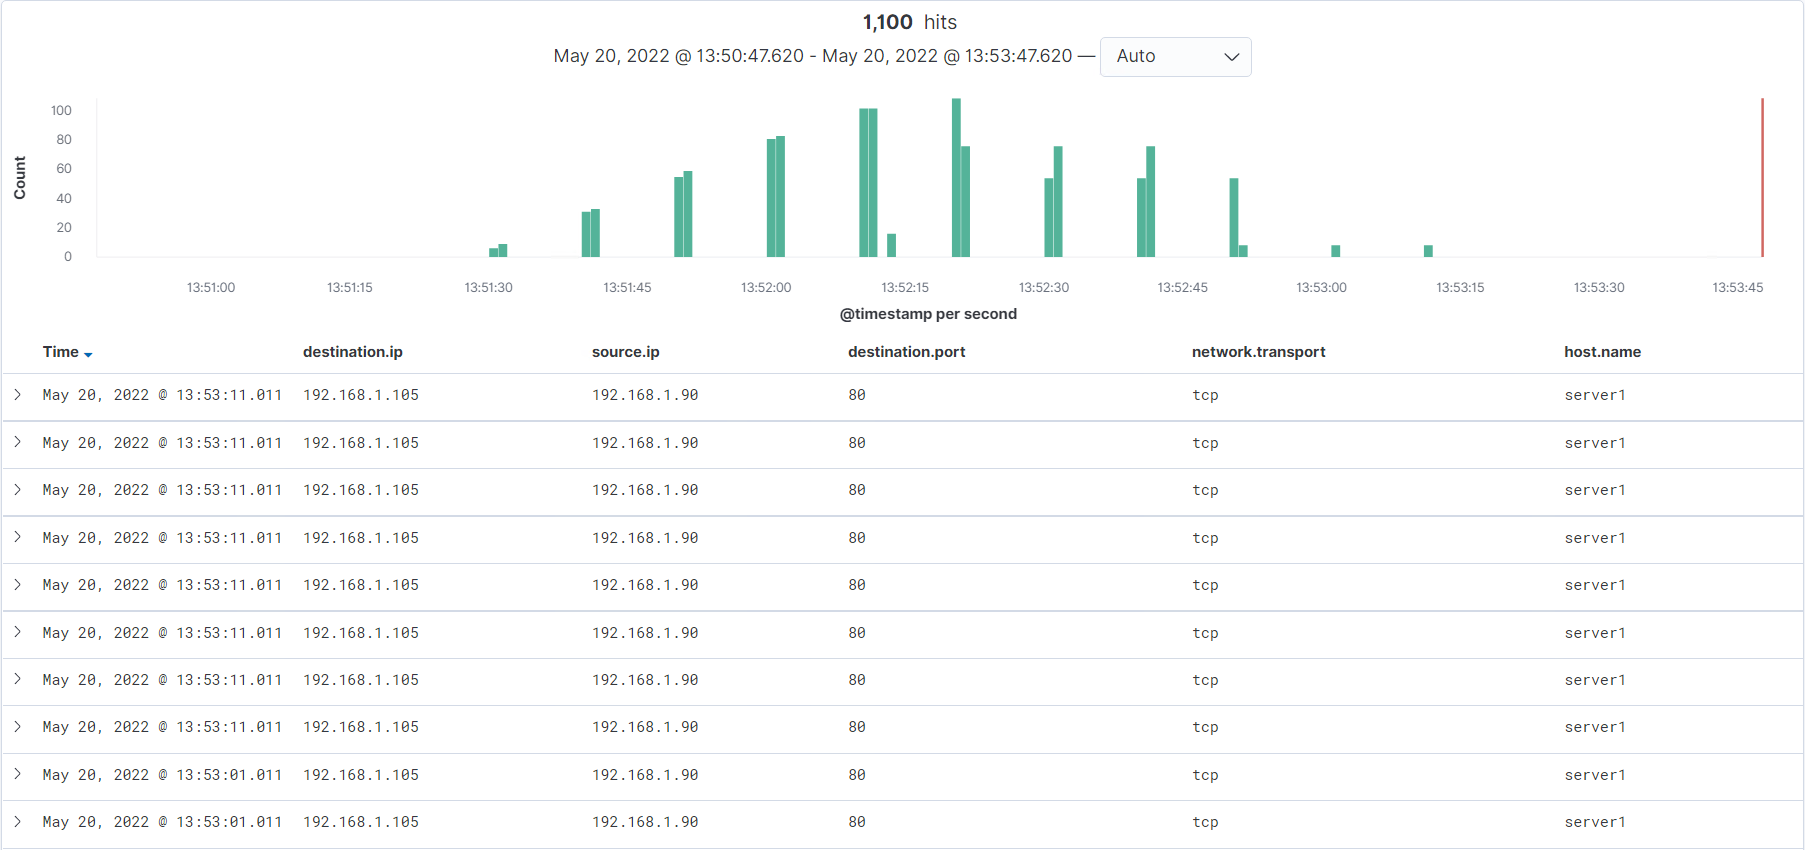 1,100 hits
May 20, 2022 @ 13:50:47.620 - May 20, 2022 @ 13:53:47.620 — Auto
100
80
60
40
20
0
Count
13:51:00 13:51:15 13:51:30 13:51:45 13:52:00 13:52:15 13:52:30 13:52:45 13:53:00 13:53:15 13:53:30 13:53:45
@timestamp per second
Time destination.ip source.ip destination.port network.transport host.name
May 20, 2022 @ 13:53:11.011 192.168.1.105 192.168.1.90 80 tcp server1
May 20, 2022 @ 13:53:11.011 192.168.1.105 192.168.1.90 80 tcp server1
May 20, 2022 @ 13:53:11.011 192.168.1.105 192.168.1.90 80 tcp server1
May 20, 2022 @ 13:53:11.011 192.168.1.105 192.168.1.90 80 tcp server1
May 20, 2022 @ 13:53:11.011 192.168.1.105 192.168.1.90 80 tcp server1
May 20, 2022 @ 13:53:11.011 192.168.1.105 192.168.1.90 80 tcp server1
May 20, 2022 @ 13:53:11.011 192.168.1.105 192.168.1.90 80 tcp server1
May 20, 2022 @ 13:53:11.011 192.168.1.105 192.168.1.90 80 tcp server1
May 20, 2022 @ 13:53:01.011 192.168.1.105 192.168.1.90 80 tcp server1
May 20, 2022 @ 13:53:01.011 192.168.1.105 192.168.1.90 80 tcp server1